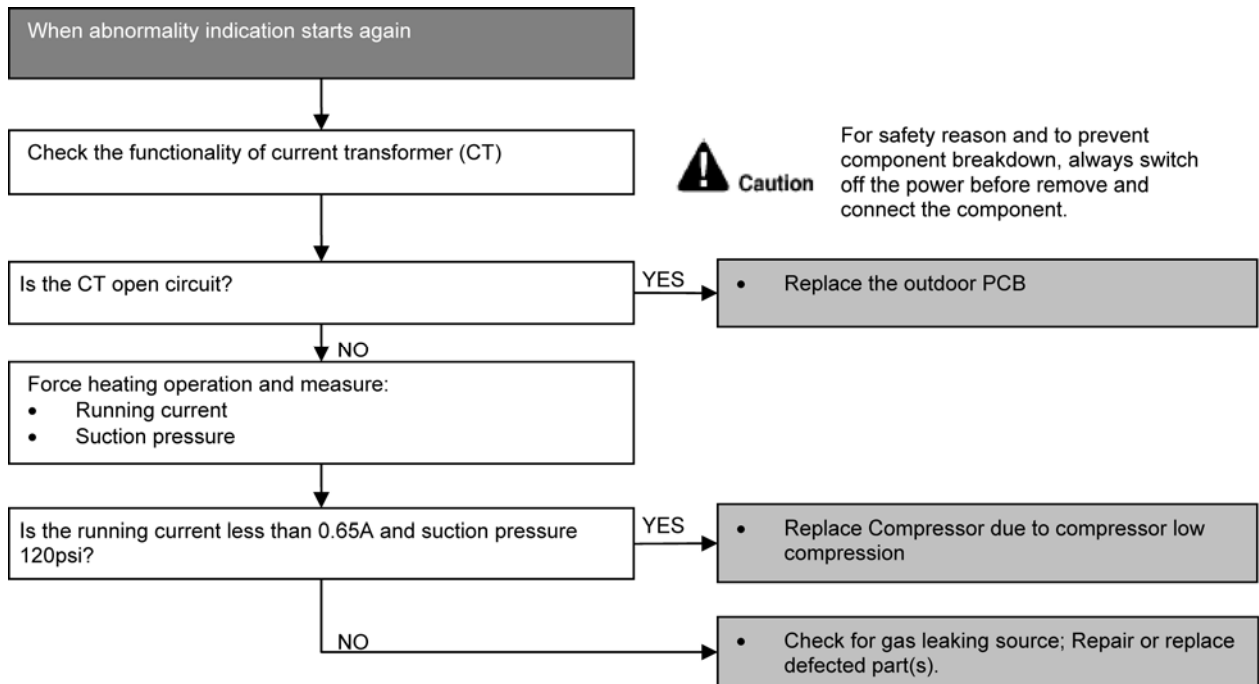 When abnormality indication starts again
Check the functionality of current transformer (CT)
For safety reason and to prevent
component breakdown, always switch
off the power before remove and
connect the component.
Caution
Is the CT open circuit?
YES
• Replace the outdoor PCB
NO
Force heating operation and measure:
• Running current
• Suction pressure
Is the running current less than 0.65A and suction pressure
120psi?
YES
• Replace Compressor due to compressor low
compression
NO
• Check for gas leaking source; Repair or replace
defected part(s).